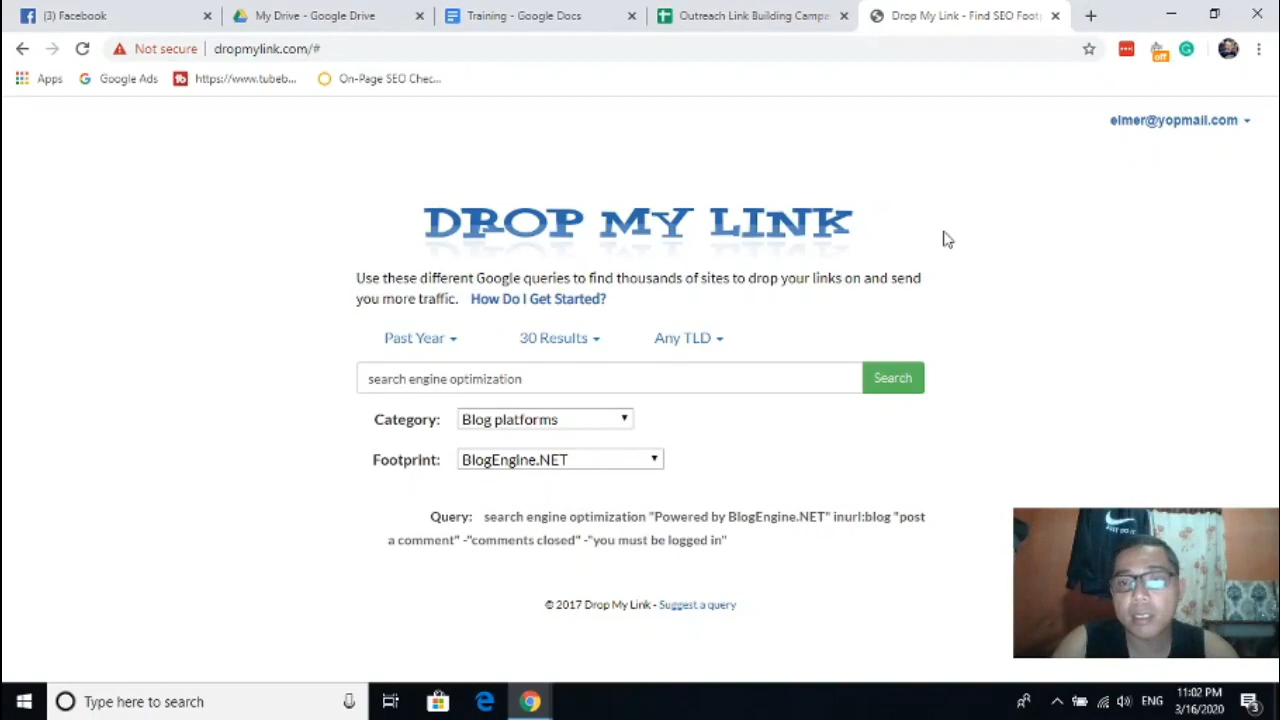 (3) Facebook
My Drive - Google Drive
Training - Google Docs
Outreach Link Building Campa
Drop My Link - Find SEO Foot
Not secure
dropmylink.com/#
Apps
Google Ads
https://www.tubeb...
On-Page SEO Chec...
off
elmer@yopmail.com
DROP MY LINK
Use these different Google queries to find thousands of sites to drop your links on and send
you more traffic. How Do I Get Started?
Past Year
30 Results
Any TLD
search engine optimization
Search
Category:
Blog platforms
Footprint:
BlogEngine.NET
Query: search engine optimization "Powered by BlogEngine.NET" inurl:blog "post
a comment" -"comments closed" -"you must be logged in"
© 2017 Drop My Link - Suggest a query
JUST DO IT.
Type here to search
ENG
11:02 PM
3/16/2020
3